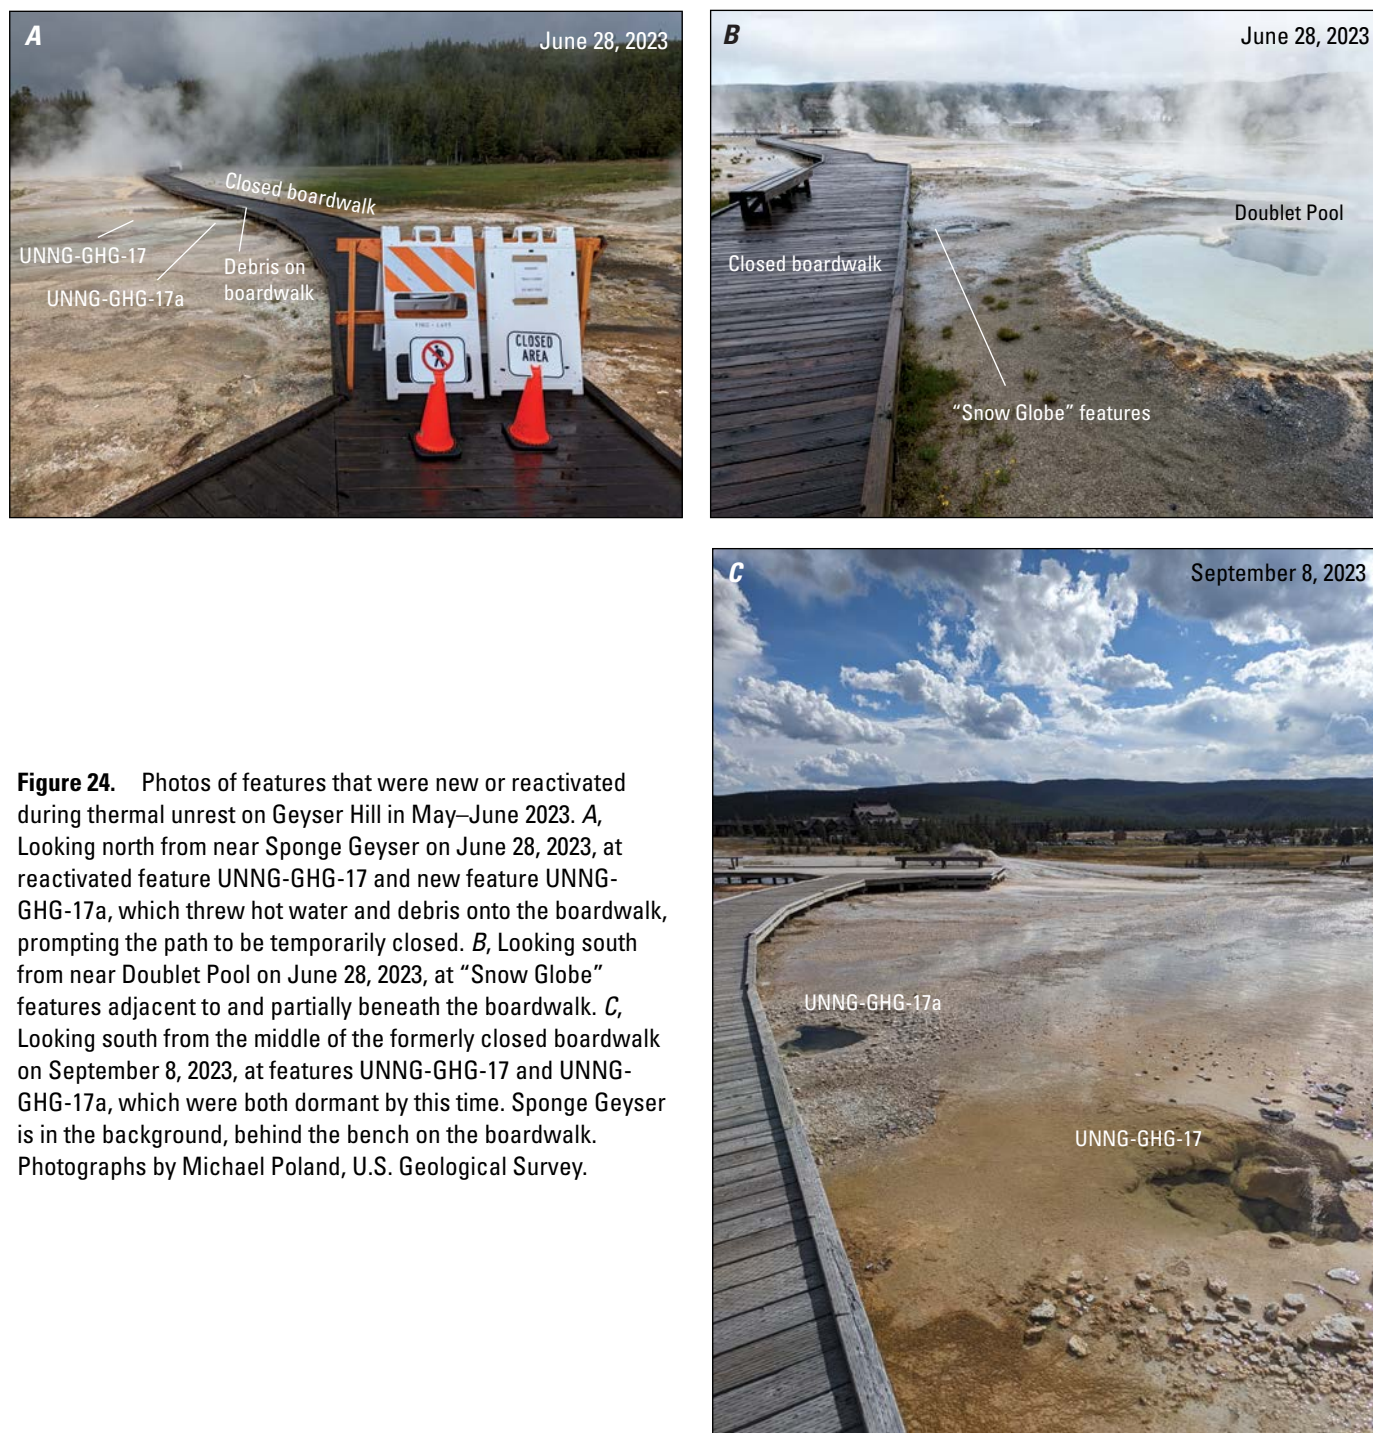 A
June 28, 2023
Closed boardwalk
UNNG-GHG-17
UNNG-GHG-17a
Debris on
boardwalk
CLOSED
AREA
B
June 28, 2023
Doublet Pool
Closed boardwalk
“Snow Globe” features
C
September 8, 2023
UNNG-GHG-17a
UNNG-GHG-17
Figure 24. Photos of features that were new or reactivated
during thermal unrest on Geyser Hill in May–June 2023. A,
Looking north from near Sponge Geyser on June 28, 2023, at
reactivated feature UNNG-GHG-17 and new feature UNNG-
GHG-17a, which threw hot water and debris onto the boardwalk,
prompting the path to be temporarily closed. B, Looking south
from near Doublet Pool on June 28, 2023, at “Snow Globe”
features adjacent to and partially beneath the boardwalk. C,
Looking south from the middle of the formerly closed boardwalk
on September 8, 2023, at features UNNG-GHG-17 and UNNG-
GHG-17a, which were both dormant by this time. Sponge Geyser
is in the background, behind the bench on the boardwalk.
Photographs by Michael Poland, U.S. Geological Survey.